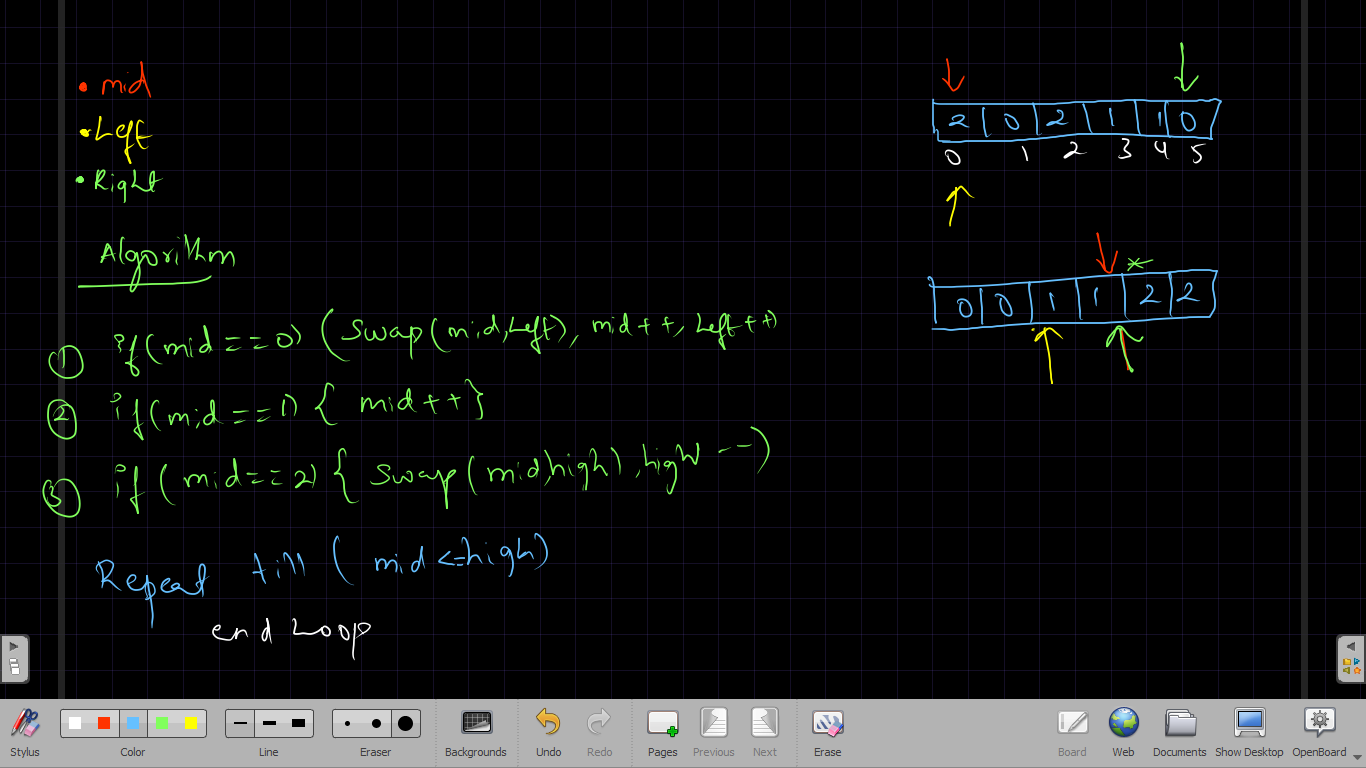 • mid
• Left
• Right
Algorithm
① if(mid==0) (Swap(mid,Left), mid++, Left++)
② if(mid==1) { mid++}
③ if(mid==2){ Swap(mid,high),high--)
Repeat till (mid<=high)
end Loop
2 0 2 1 1 0
0 1 2 3 4 5
*
0 0 1 1 2 2
Stylus Color Line Eraser Backgrounds Undo Redo Pages Previous Next Erase Board Web Documents Show Desktop OpenBoard